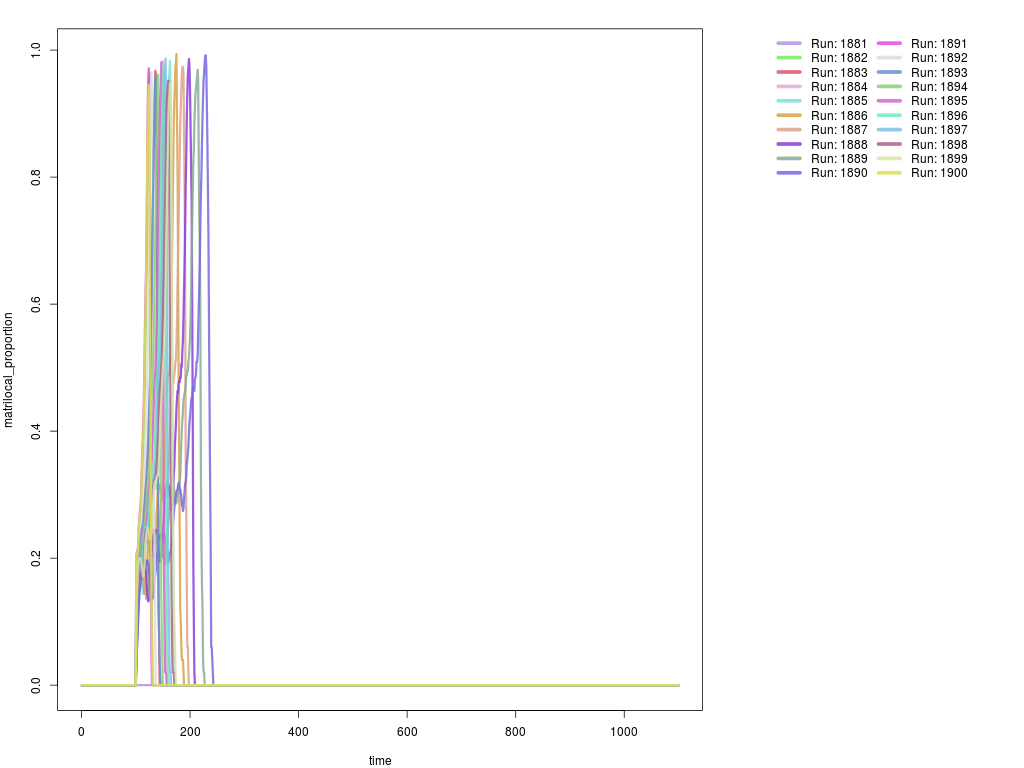 1.0
0.8
0.6
0.4
0.2
0.0
matrilocal_proportion
0 200 400 600 800 1000
time
Run: 1881 Run: 1891
Run: 1882 Run: 1892
Run: 1883 Run: 1893
Run: 1884 Run: 1894
Run: 1885 Run: 1895
Run: 1886 Run: 1896
Run: 1887 Run: 1897
Run: 1888 Run: 1898
Run: 1889 Run: 1899
Run: 1890 Run: 1900